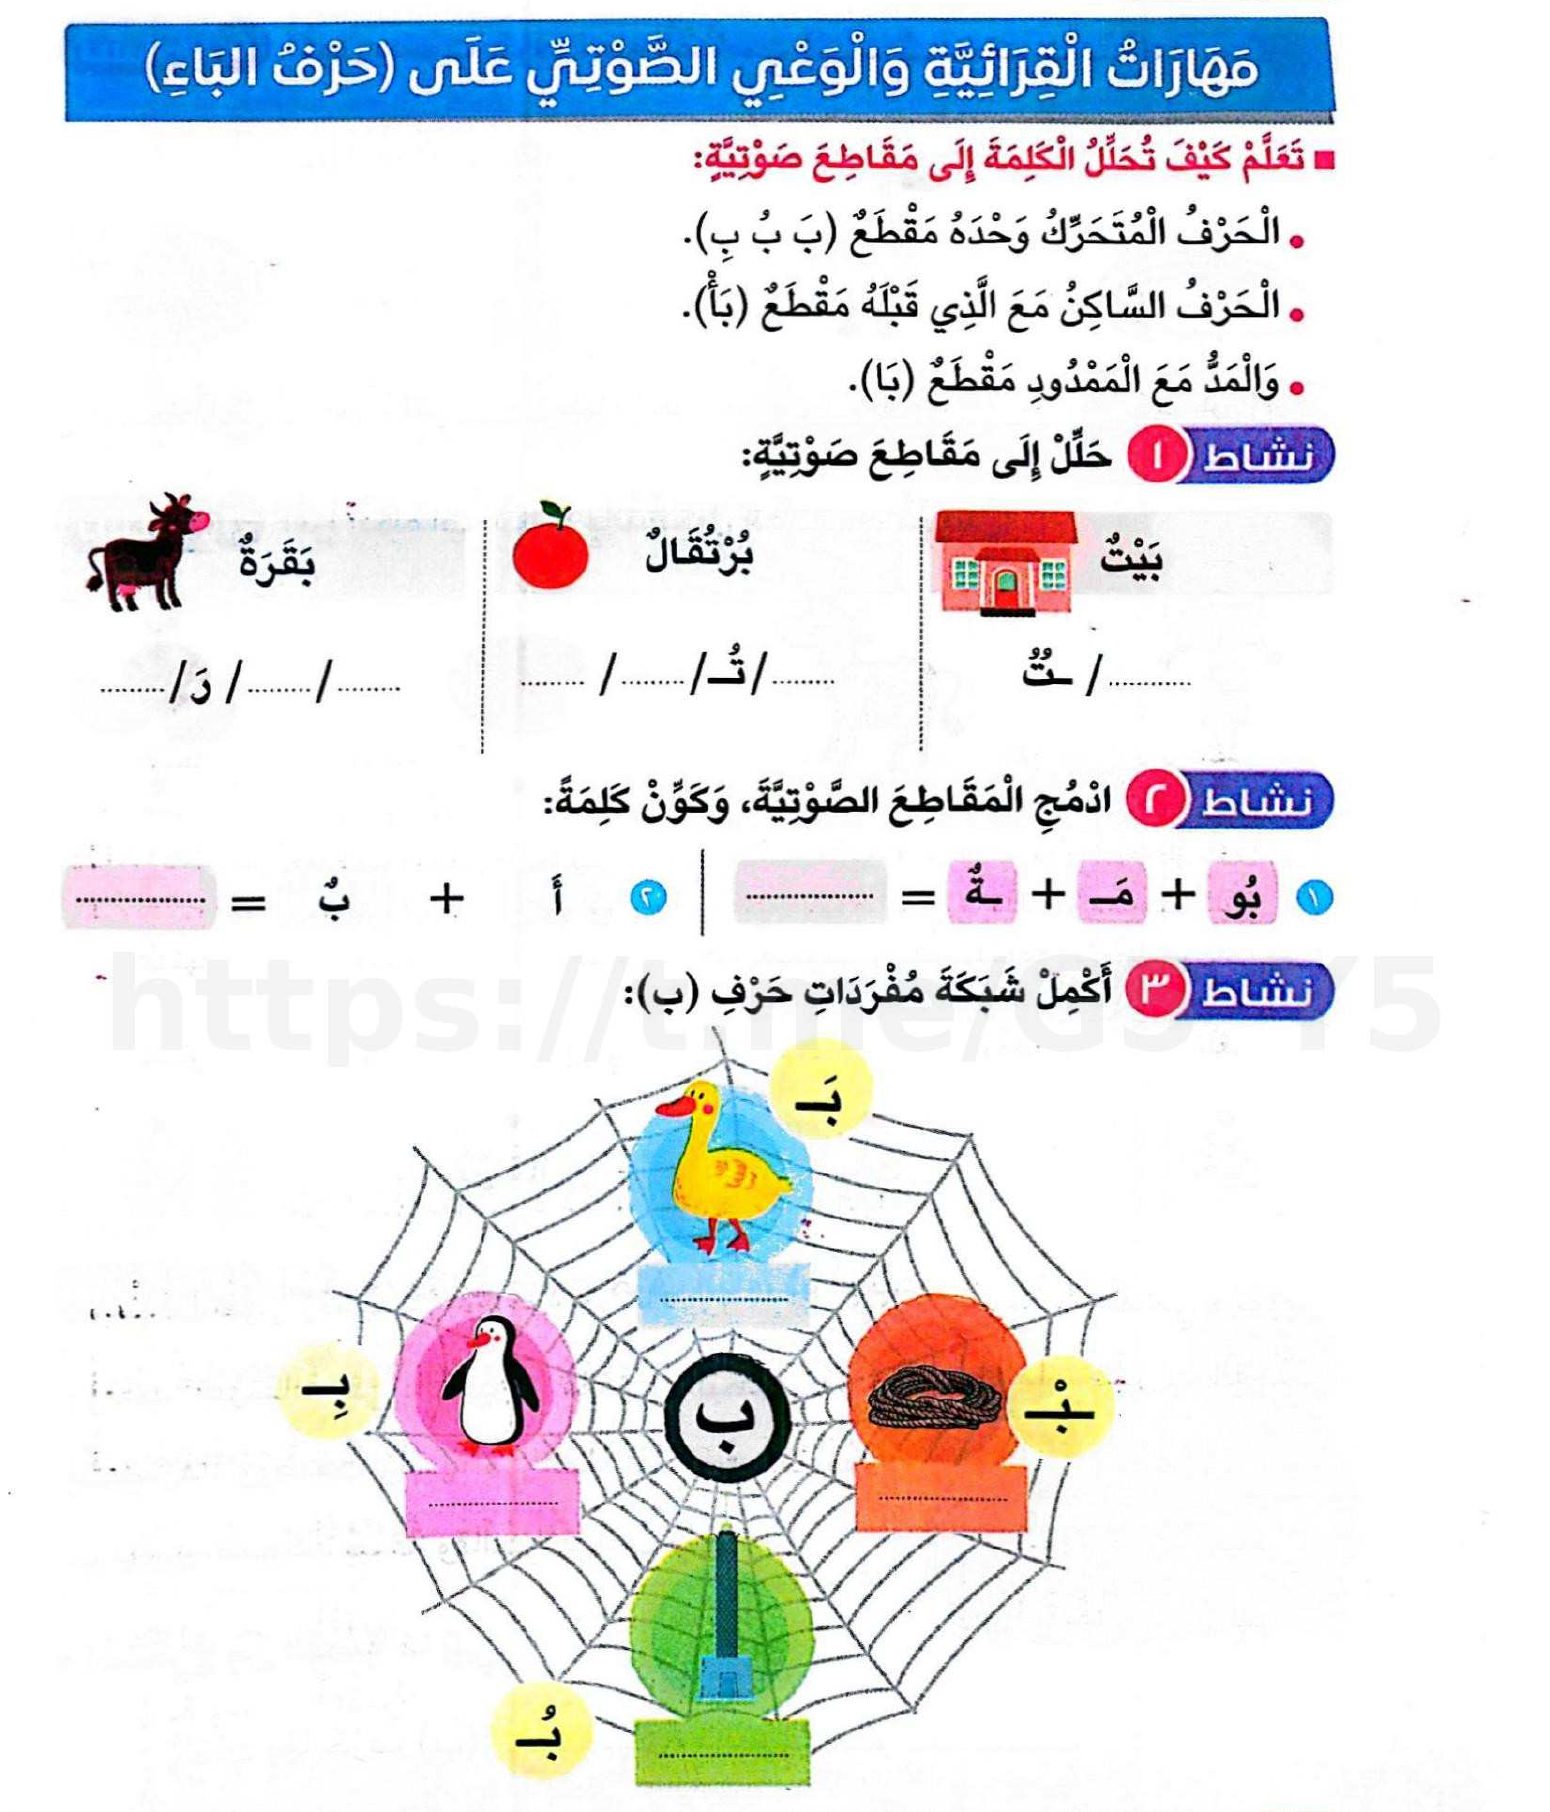 مَهَارَاتُ الْقِرَائِيَّةِ وَالْوَعْيِ الصَّوْتِيِّ عَلَى (حَرْفُ البَاءِ)
تَعَلَّمْ كَيْفَ تُحَلِّلُ الْكَلِمَةَ إِلَى مَقَاطِعَ صَوْتِيَّةٍ:
• الْحَرْفُ الْمُتَحَرِّكُ وَحْدَهُ مَقْطَعٌ (بَ بُ بِ).
• الْحَرْفُ السَّاكِنُ مَعَ الَّذِي قَبْلَهُ مَقْطَعٌ (بَأْ).
• وَالْمَدُّ مَعَ الْمَمْدُودِ مَقْطَعٌ (بَا).
نشاط ١ حَلِّلْ إِلَى مَقَاطِعَ صَوْتِيَّةٍ:
بَيْتٌ بُرْتُقَالٌ بَقَرَةٌ
.......... / ـتٌ ........ / تُـ / ........ / ........ ........ / ........ / رَ / ........
نشاط ٢ ادْمُجِ الْمَقَاطِعَ الصَّوْتِيَّةَ، وَكَوِّنْ كَلِمَةً:
١ بُو + مَـ + ـةٌ = .................. ٢ أَ + بٌ = ..................
نشاط ٣ أَكْمِلْ شَبَكَةَ مُفْرَدَاتِ حَرْفِ (ب):
بَـ
..................
بِـ
ـبْـ
ب
..................
..................
بُـ
..................